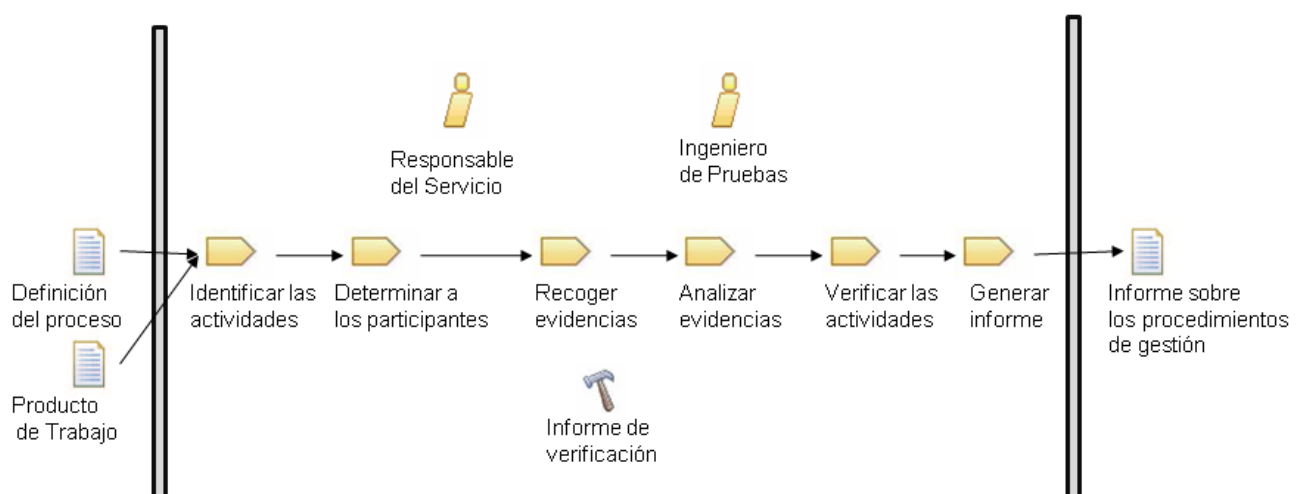 Responsable
del Servicio
Ingeniero
de Pruebas
Definición
del proceso
Identificar las
actividades
Determinar a
los participantes
Recoger
evidencias
Analizar
evidencias
Verificar las
actividades
Generar
informe
Informe sobre
los procedimientos
de gestión
Producto
de Trabajo
Informe de
verificación